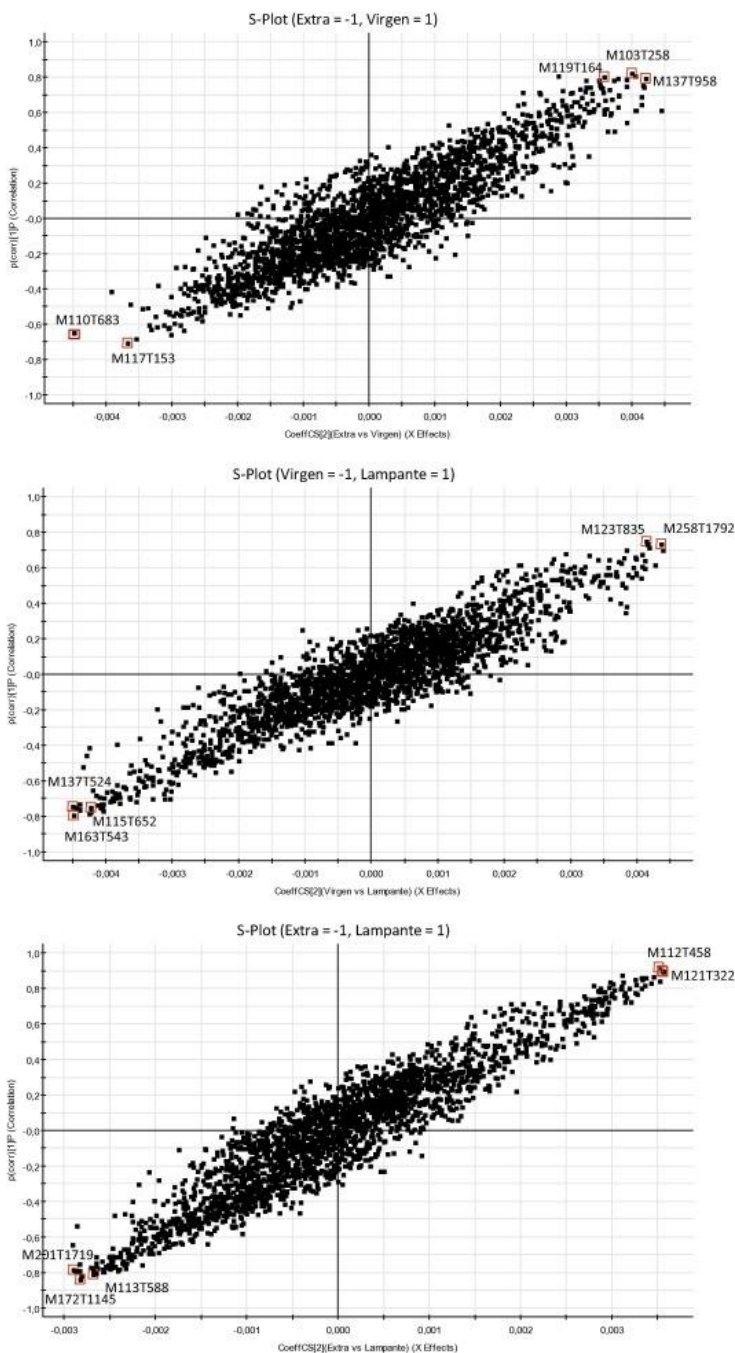 S-Plot (Extra = -1, Virgen = 1)
M103T258
M119T164
M137T958
M110T683
M117T153
1,0
0,8
0,6
0,4
0,2
-0,0
-0,2
-0,4
-0,6
-0,8
-1,0
p(corr)[1]P (Correlation)
-0,004 -0,003 -0,002 -0,001 0,000 0,001 0,002 0,003 0,004
CoeffCS[2](Extra vs Virgen) (X Effects)
S-Plot (Virgen = -1, Lampante = 1)
M123T835
M258T1792
M137T524
M115T652
M163T543
1,0
0,8
0,6
0,4
0,2
-0,0
-0,2
-0,4
-0,6
-0,8
-1,0
p(corr)[1]P (Correlation)
-0,004 -0,003 -0,002 -0,001 0,000 0,001 0,002 0,003 0,004
CoeffCS[2](Virgen vs Lampante) (X Effects)
S-Plot (Extra = -1, Lampante = 1)
M112T458
M121T322
M291T1719
M113T588
M172T1145
1,0
0,8
0,6
0,4
0,2
-0,0
-0,2
-0,4
-0,6
-0,8
-1,0
p(corr)[1]P (Correlation)
-0,003 -0,002 -0,001 0,000 0,001 0,002 0,003
CoeffCS[2](Extra vs Lampante) (X Effects)